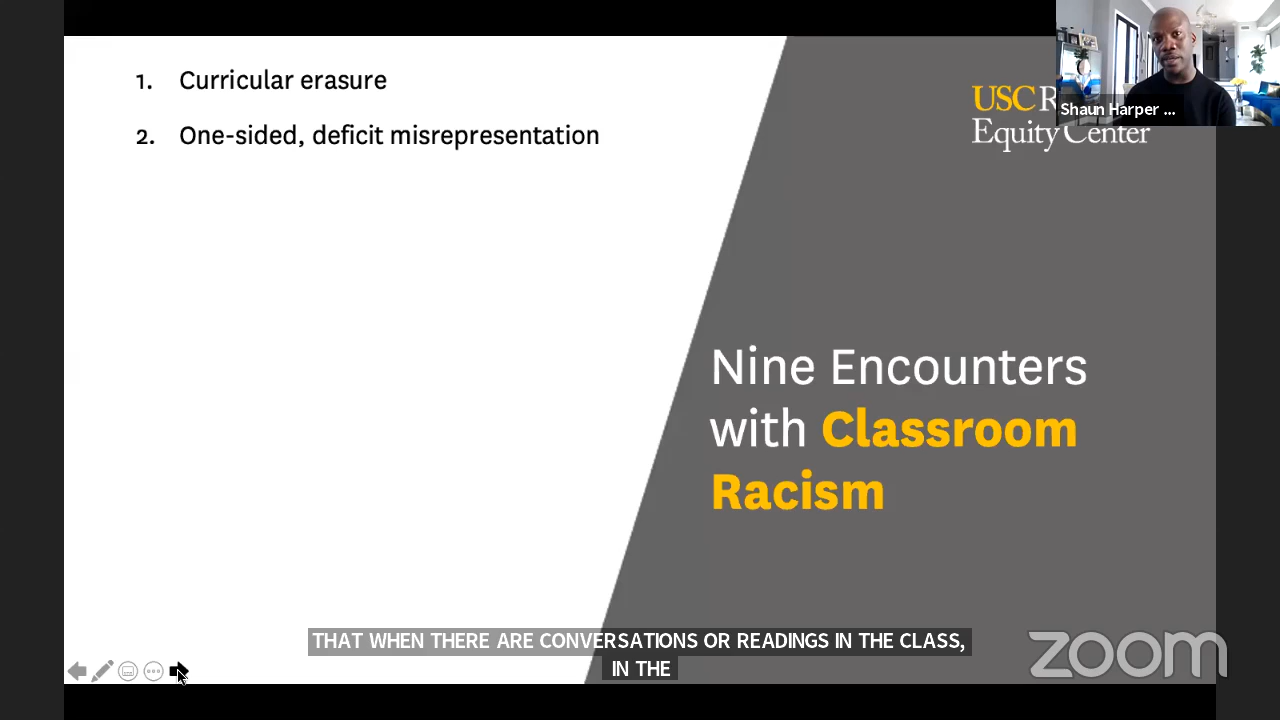 1. Curricular erasure
2. One-sided, deficit misrepresentation
USC R
Equity Center
Shaun Harper ...
Nine Encounters
with Classroom
Racism
THAT WHEN THERE ARE CONVERSATIONS OR READINGS IN THE CLASS,
IN THE
zoom